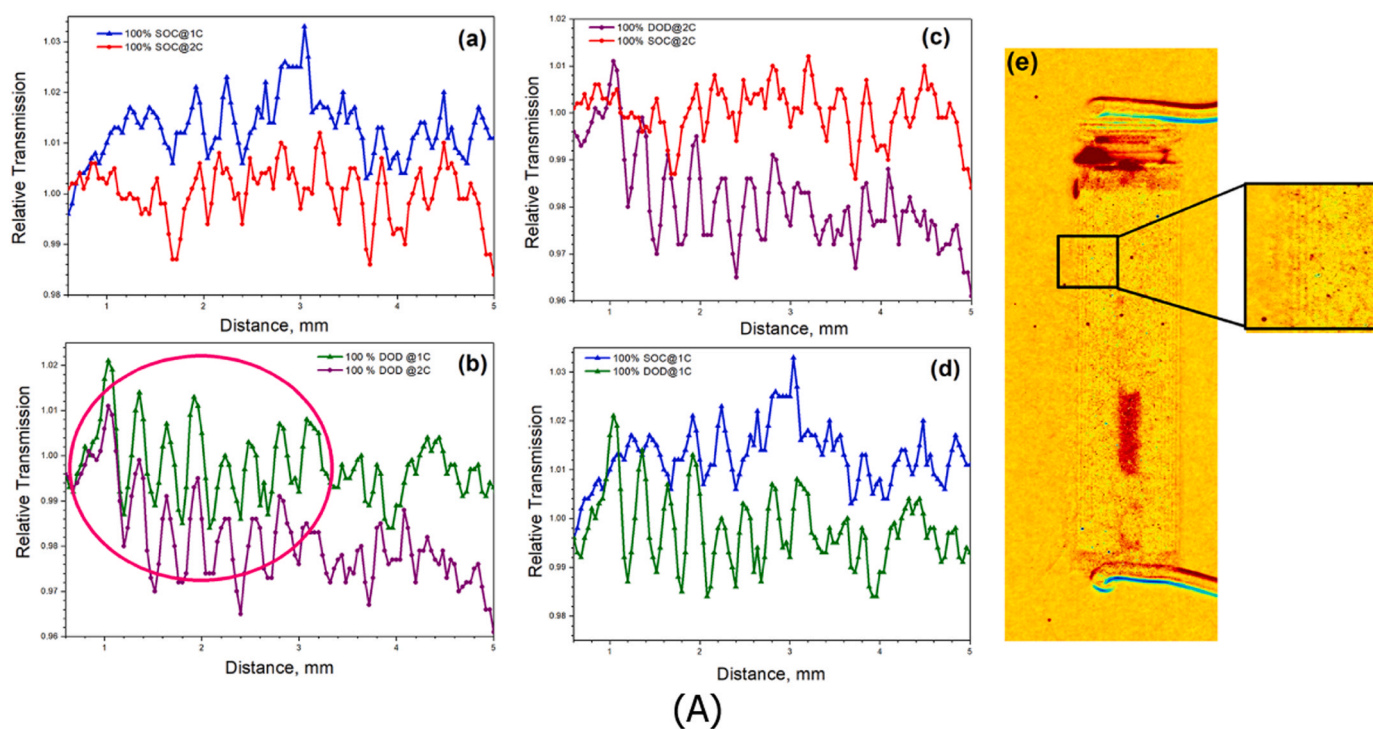 (a)
100% SOC@1C
100% SOC@2C
1.03
1.02
1.01
1.00
0.99
0.98
Relative Transmission
1 2 3 4 5
Distance, mm
(c)
100% DOD@2C
100% SOC@2C
1.02
1.01
1.00
0.99
0.98
0.97
0.96
Relative Transmission
1 2 3 4 5
Distance, mm
(e)
(b)
100 % DOD @1C
100 % DOD @2C
1.02
1.01
1.00
0.99
0.98
0.97
0.96
Relative Transmission
1 2 3 4 5
Distance, mm
(d)
100% SOC@1C
100% DOD@1C
1.03
1.02
1.01
1.00
0.99
0.98
Relative Transmission
1 2 3 4 5
Distance, mm
(A)